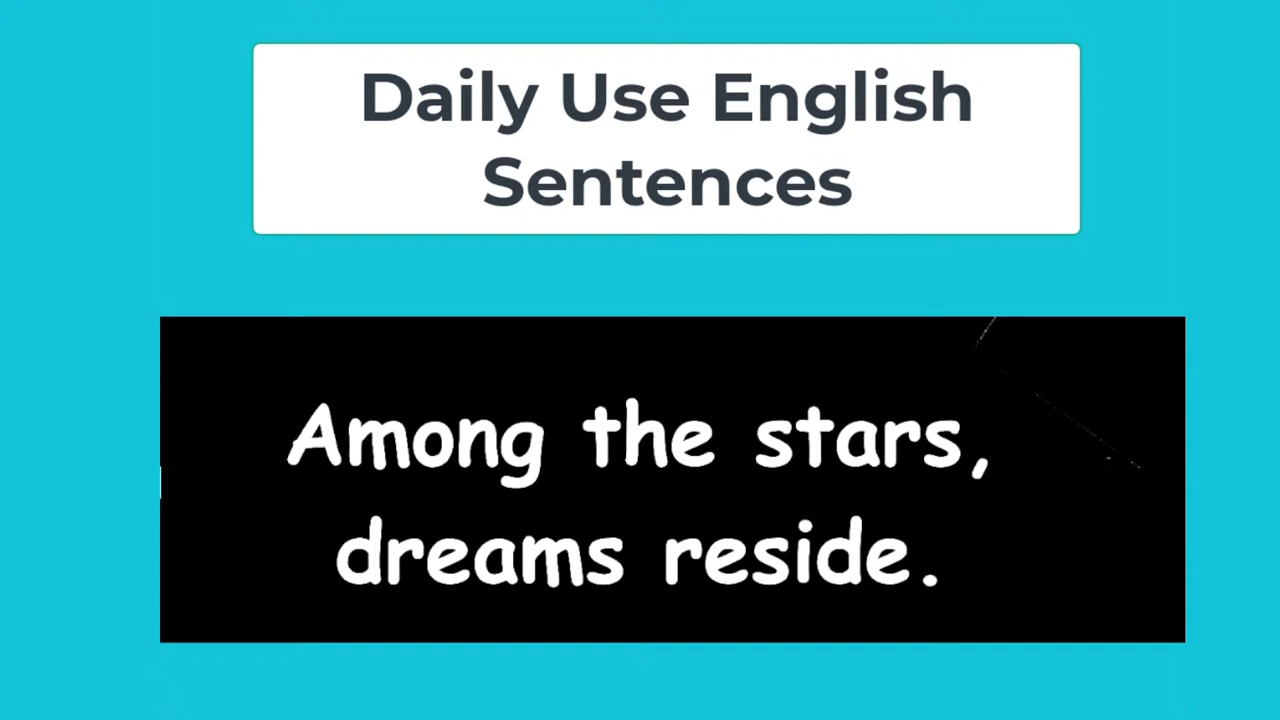 Daily Use English
Sentences
Among the stars,
dreams reside.